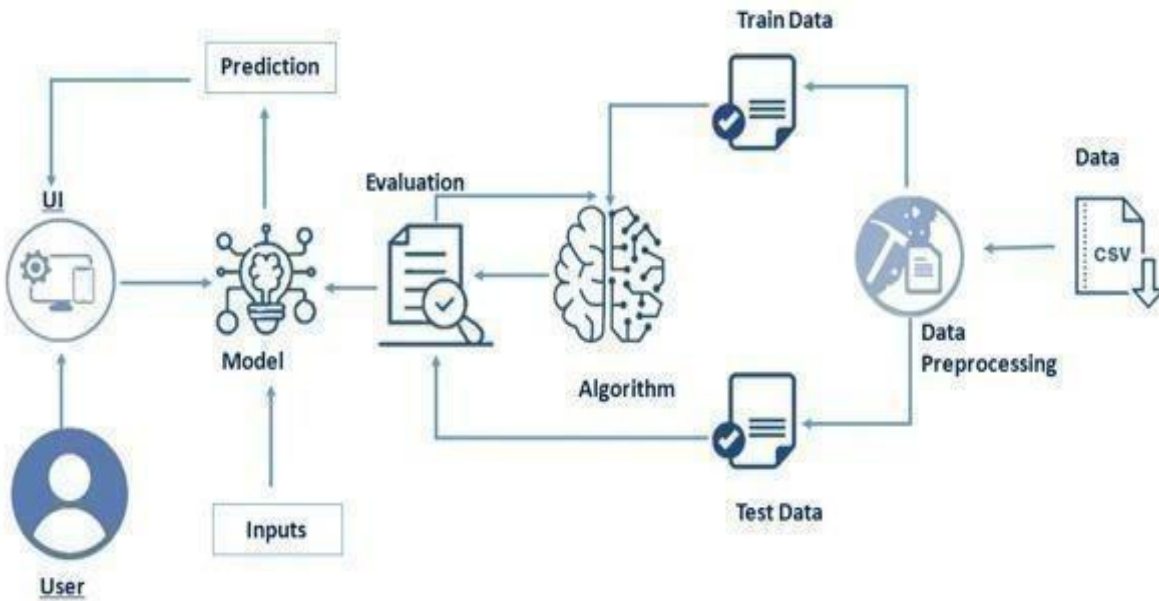 Train Data
Prediction
Data
Evaluation
UI
CSV
Model
Data
Preprocessing
Algorithm
Test Data
Inputs
User